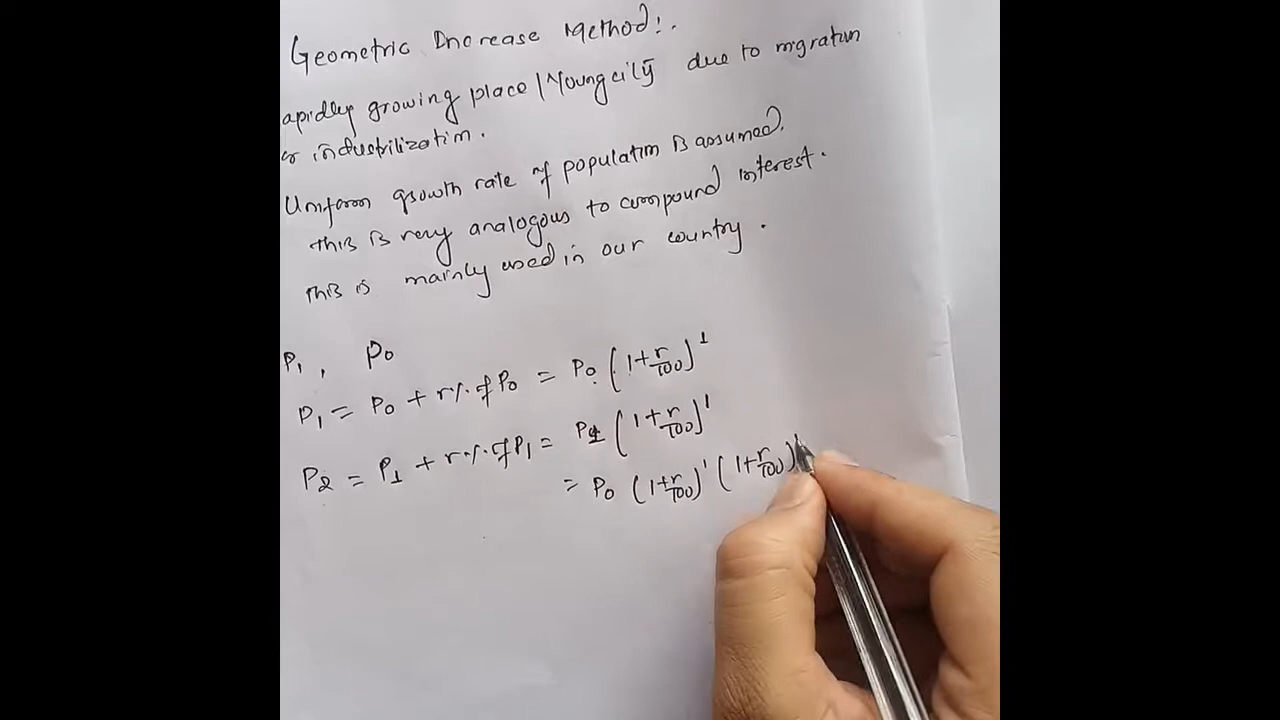 Geometric Increase Method:.
apidley growing place / Young city due to migration
or industrilization.
Uniform growth rate of population is assumed.
this is very analogous to compound interest.
this is mainly used in our country.
P₁, P₀
P₁ = P₀ + r% of P₀ = P₀ (1 + r/100)¹
P₂ = P₁ + r% of P₁ = P₁ (1 + r/100)¹
= P₀ (1 + r/100)¹ (1 + r/100)